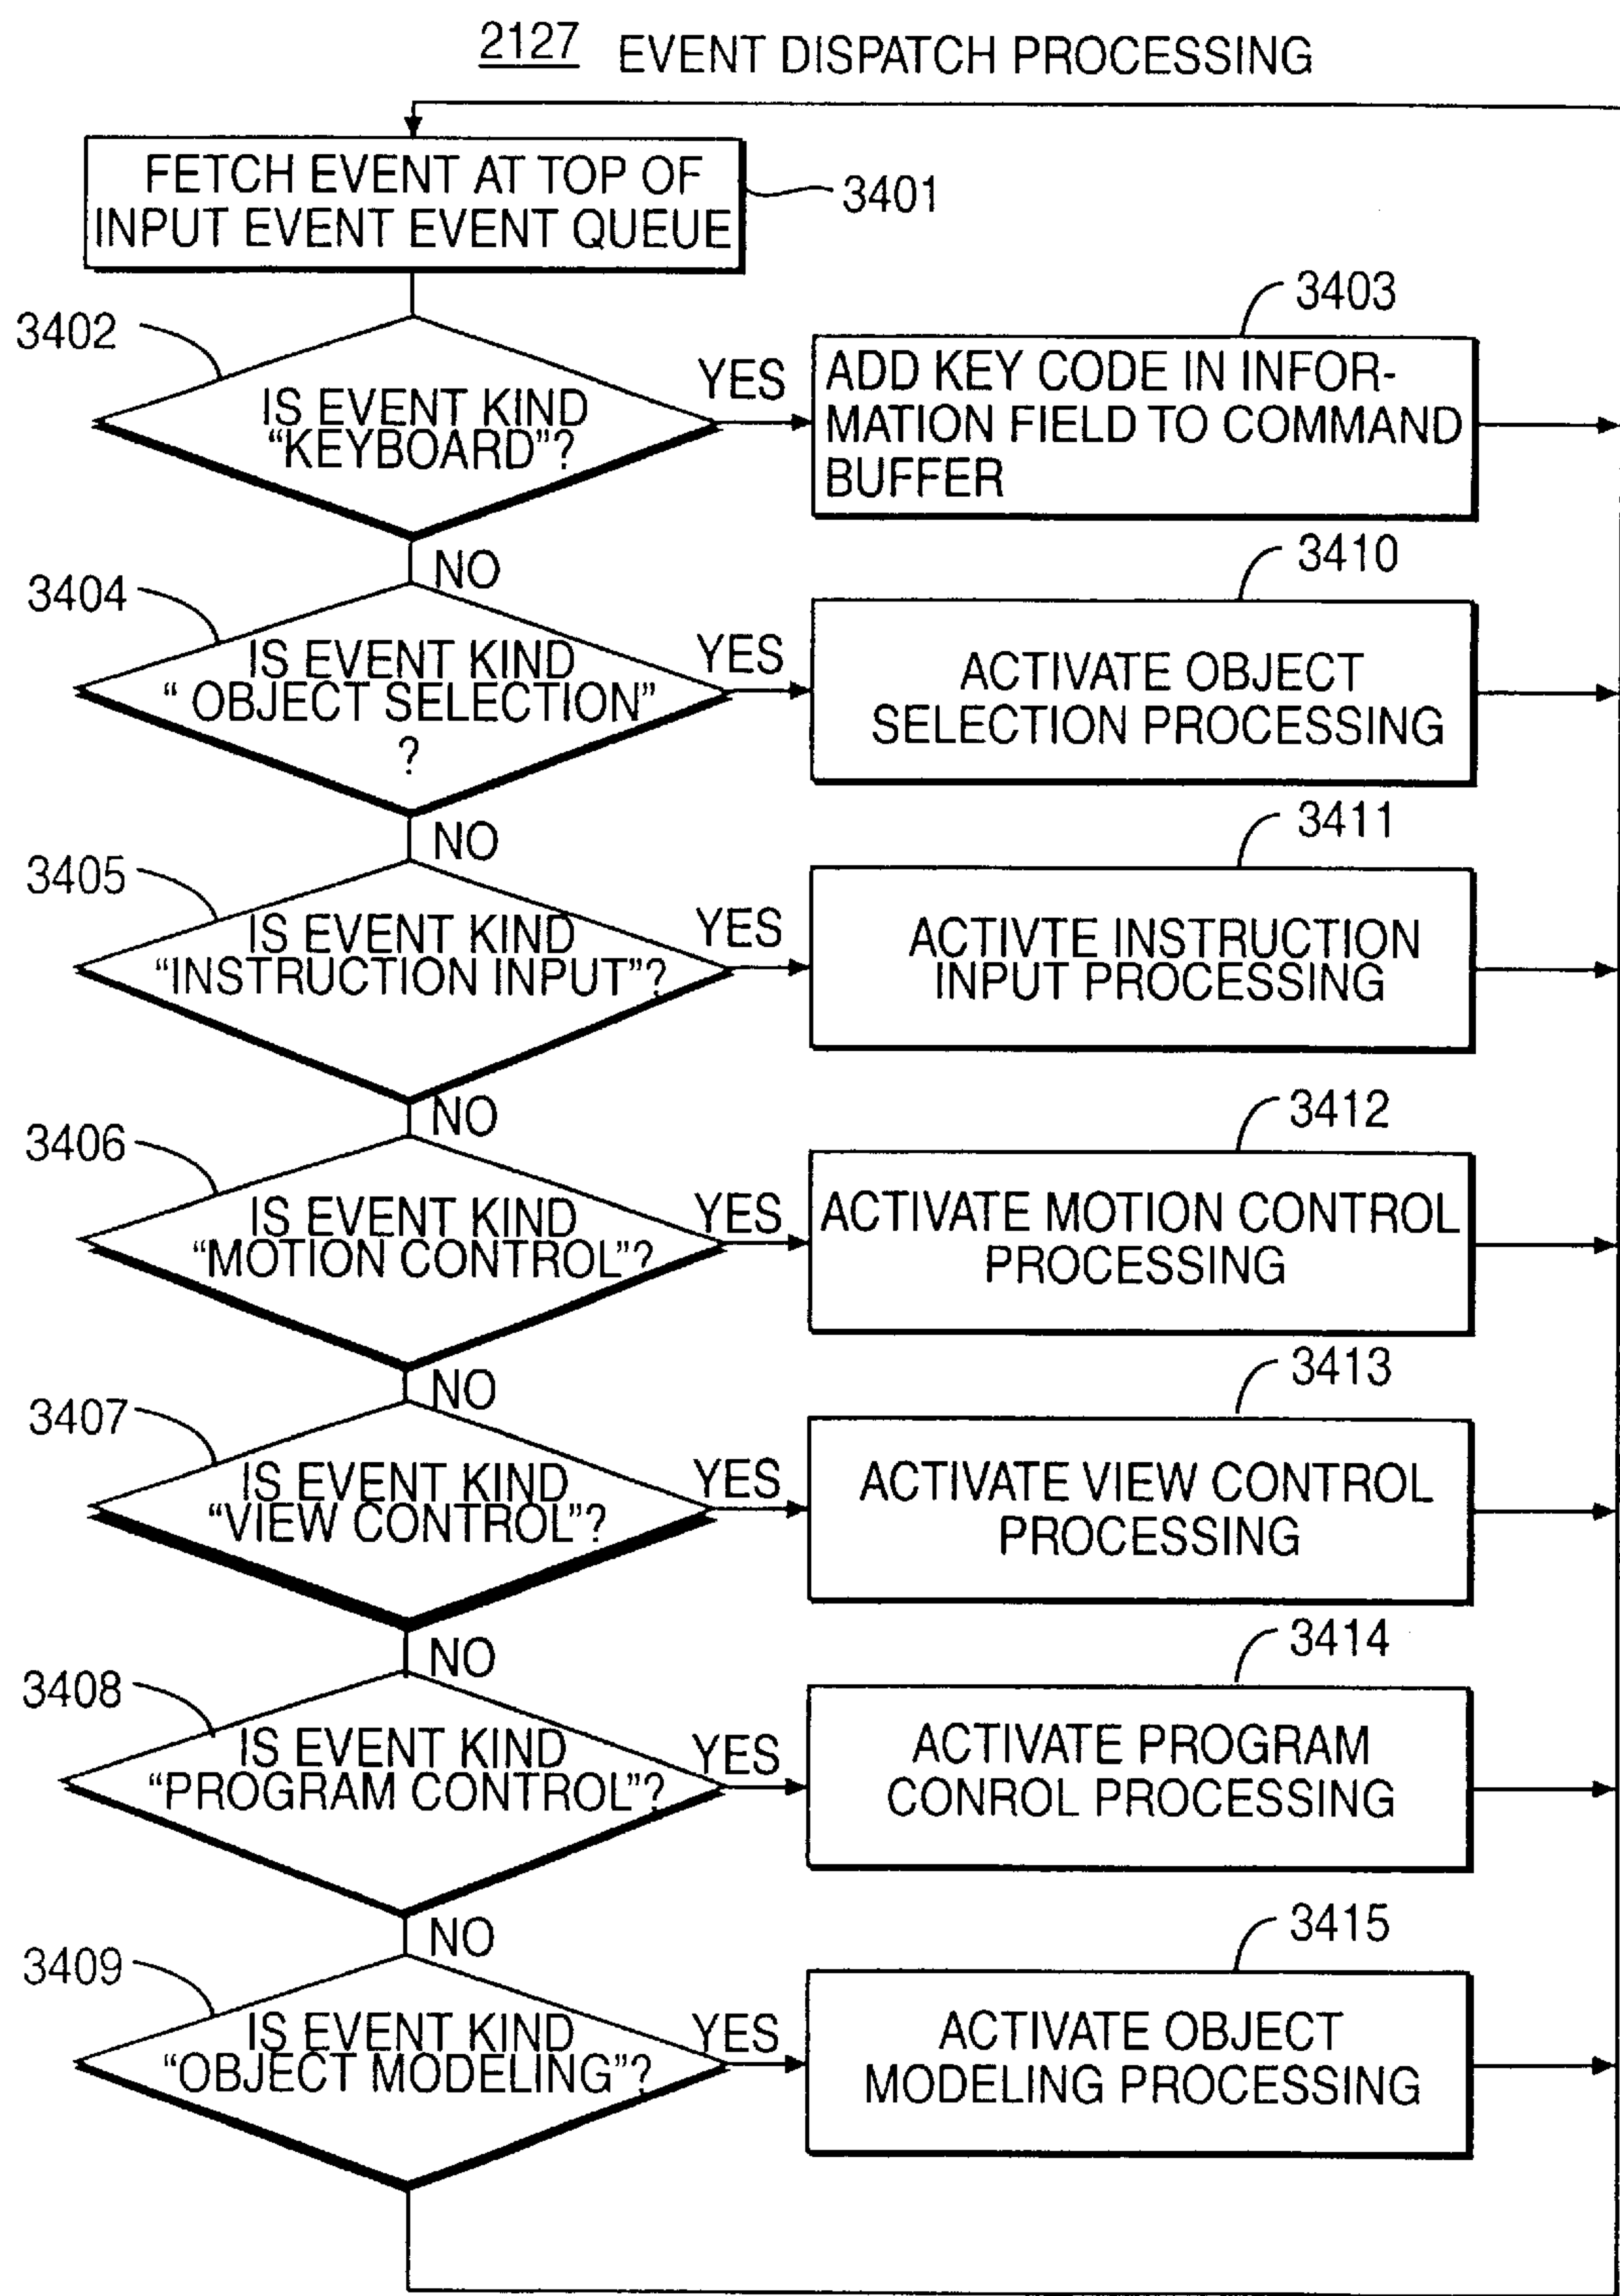 2127 EVENT DISPATCH PROCESSING
FETCH EVENT AT TOP OF
INPUT EVENT EVENT QUEUE
3401
3402
IS EVENT KIND
“KEYBOARD”?
YES
3403
ADD KEY CODE IN INFOR-
MATION FIELD TO COMMAND
BUFFER
NO
3404
IS EVENT KIND
“ OBJECT SELECTION”
?
YES
3410
ACTIVATE OBJECT
SELECTION PROCESSING
NO
3405
IS EVENT KIND
“INSTRUCTION INPUT”?
YES
3411
ACTIVTE INSTRUCTION
INPUT PROCESSING
NO
3406
IS EVENT KIND
“MOTION CONTROL”?
YES
3412
ACTIVATE MOTION CONTROL
PROCESSING
NO
3407
IS EVENT KIND
“VIEW CONTROL”?
YES
3413
ACTIVATE VIEW CONTROL
PROCESSING
NO
3408
IS EVENT KIND
“PROGRAM CONTROL”?
YES
3414
ACTIVATE PROGRAM
CONROL PROCESSING
NO
3409
IS EVENT KIND
“OBJECT MODELING”?
YES
3415
ACTIVATE OBJECT
MODELING PROCESSING